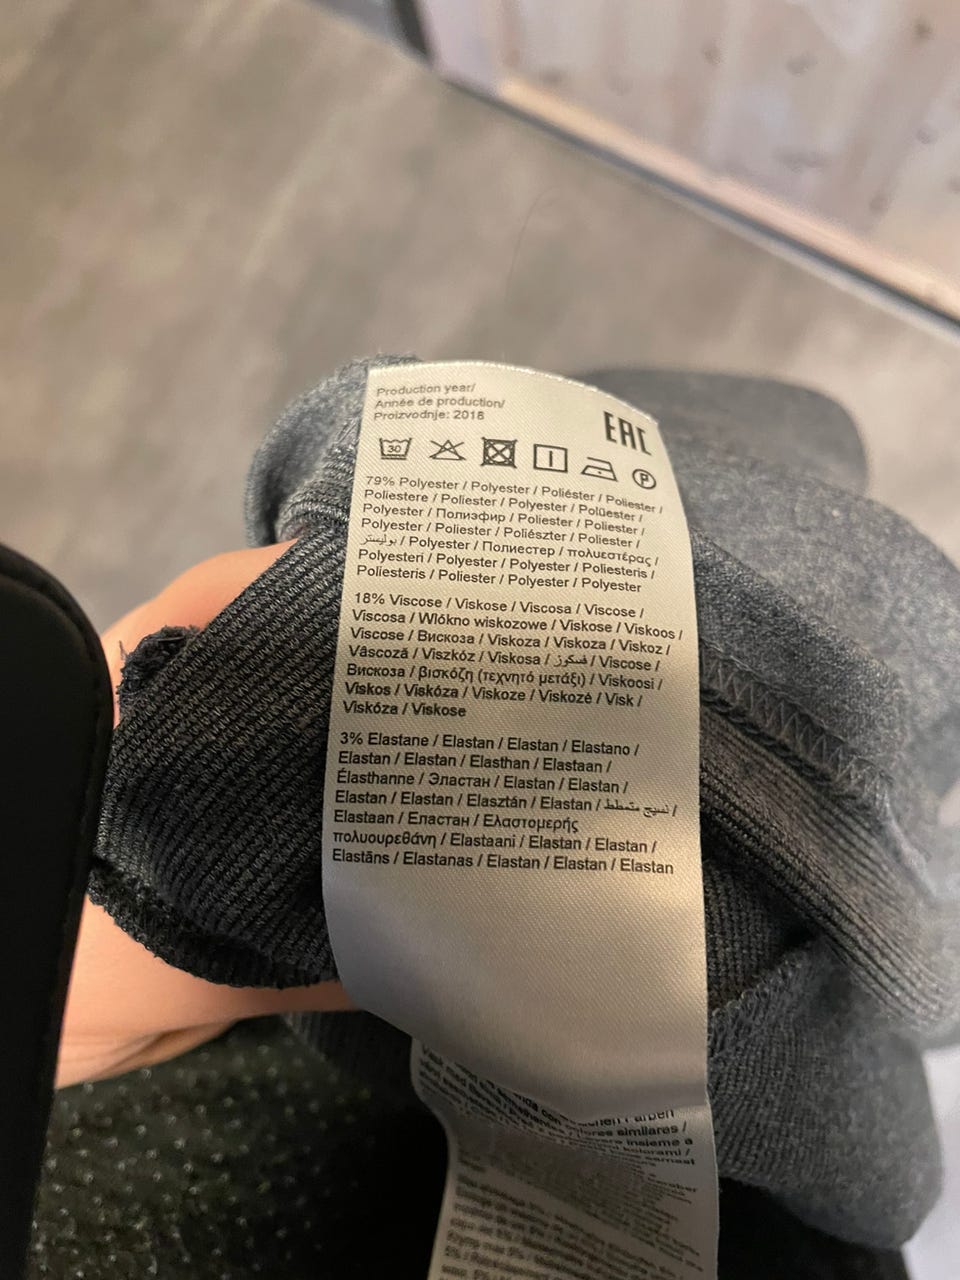 Production year/
Année de production/
Proizvodnje: 2018
EAC
30
P
79% Polyester / Polyester / Poliéster / Poliester /
Poliestere / Poliester / Polyester / Polüester /
Polyester / Полиэфир / Poliester / Poliester /
Polyester / Poliester / Poliészter / Poliester /
بوليستر / Polyester / Полиестер / πολυεστέρας /
Polyesteri / Polyester / Polyester / Poliesteris /
Poliesteris / Poliester / Polyester / Polyester
18% Viscose / Viskose / Viscosa / Viscose /
Viscosa / Włókno wiskozowe / Viskose / Viskoos /
Viscose / Вискоза / Viskoza / Viskoza / Viskoz /
Vâscoză / Viszkóz / Viskosa / فسكوز / Viscose /
Вискоза / βισκόζη (τεχνητό μετάξι) / Viskoosi /
Viskos / Viskóza / Viskoze / Viskozė / Visk /
Viskóza / Viskose
3% Elastane / Elastan / Elastan / Elastano /
Elastan / Elastan / Elasthan / Elastaan /
Élasthanne / Эластан / Elastan / Elastan /
Elastan / Elastan / Elasztán / Elastan / نسيج متمطط /
Elastaan / Еластан / Ελαστομερής
πολυουρεθάνη / Elastaani / Elastan / Elastan /
Elastāns / Elastanas / Elastan / Elastan / Elastan
Farben
similares /
insieme a
kolorami /